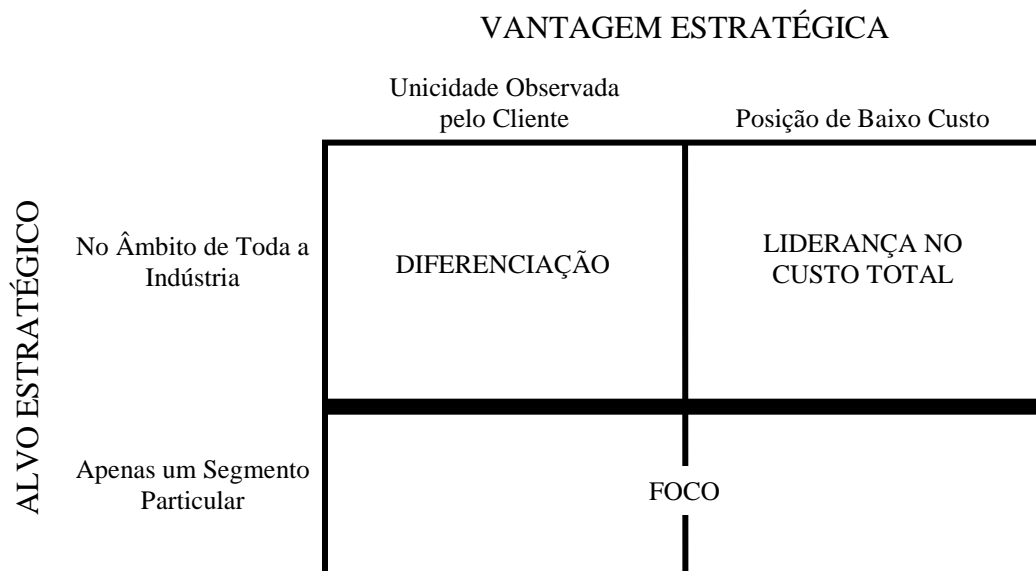 VANTAGEM ESTRATÉGICA
Unicidade Observada
pelo Cliente
Posição de Baixo Custo
ALVO ESTRATÉGICO
No Âmbito de Toda a
Indústria
DIFERENCIAÇÃO
LIDERANÇA NO
CUSTO TOTAL
Apenas um Segmento
Particular
FOCO